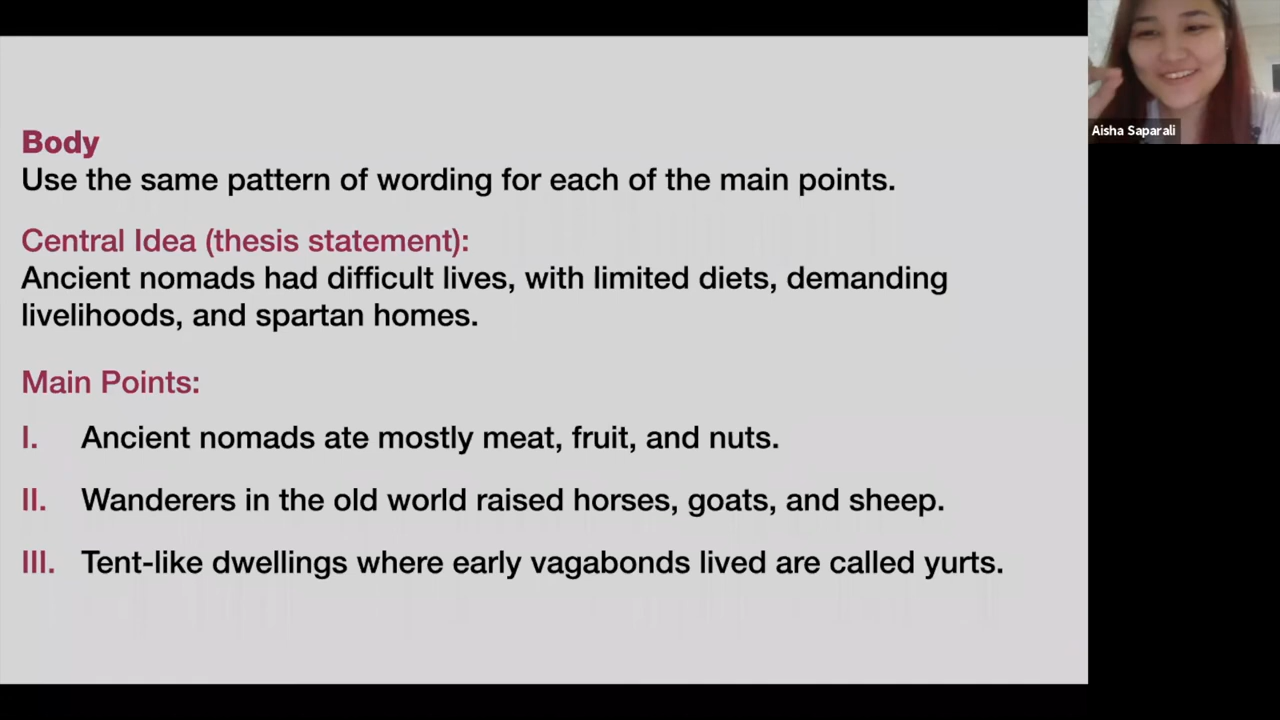 Body
Use the same pattern of wording for each of the main points.
Central Idea (thesis statement):
Ancient nomads had difficult lives, with limited diets, demanding
livelihoods, and spartan homes.
Main Points:
I. Ancient nomads ate mostly meat, fruit, and nuts.
II. Wanderers in the old world raised horses, goats, and sheep.
III. Tent-like dwellings where early vagabonds lived are called yurts.
Aisha Saparali